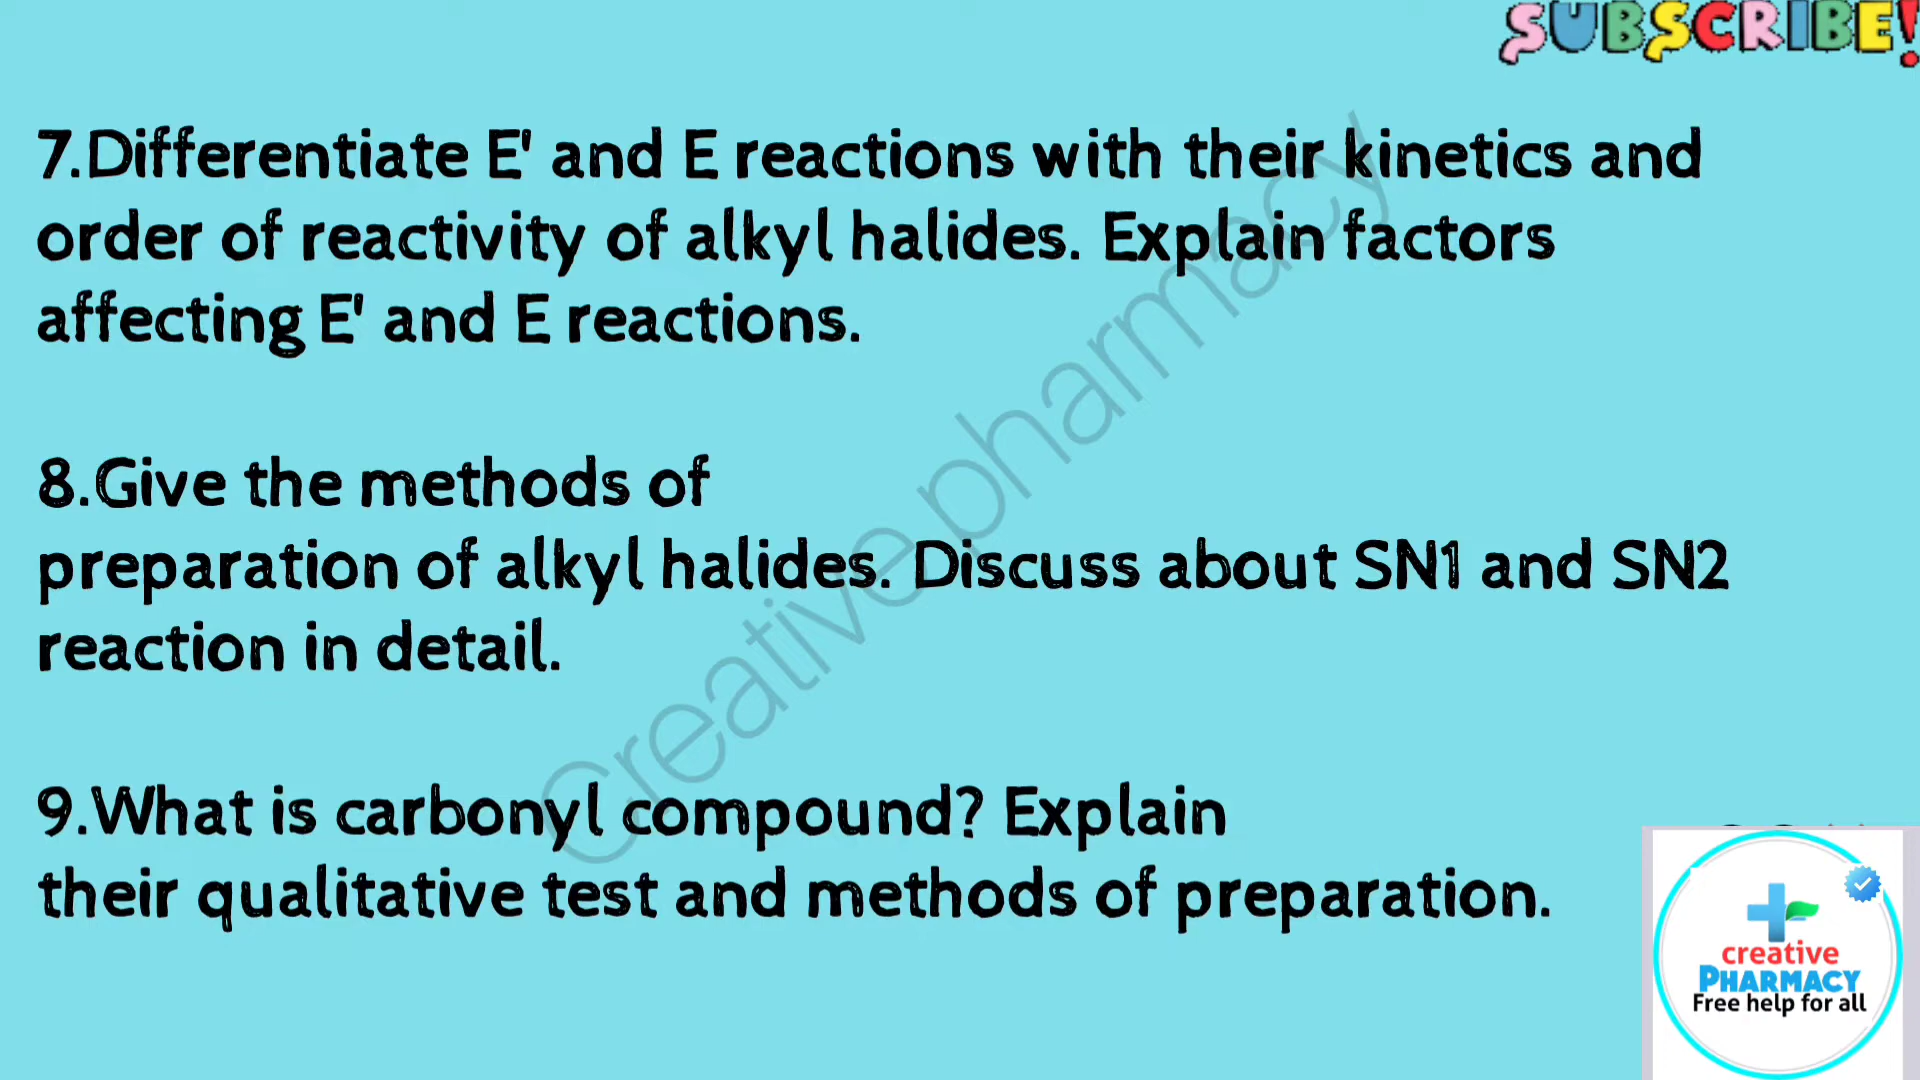 SUBSCRIBE!
7.Differentiate E' and E reactions with their kinetics and
order of reactivity of alkyl halides. Explain factors
affecting E' and E reactions.
8.Give the methods of
preparation of alkyl halides. Discuss about SN1 and SN2
reaction in detail.
9.What is carbonyl compound? Explain
their qualitative test and methods of preparation.
Creative pharmacy
creative
PHARMACY
Free help for all